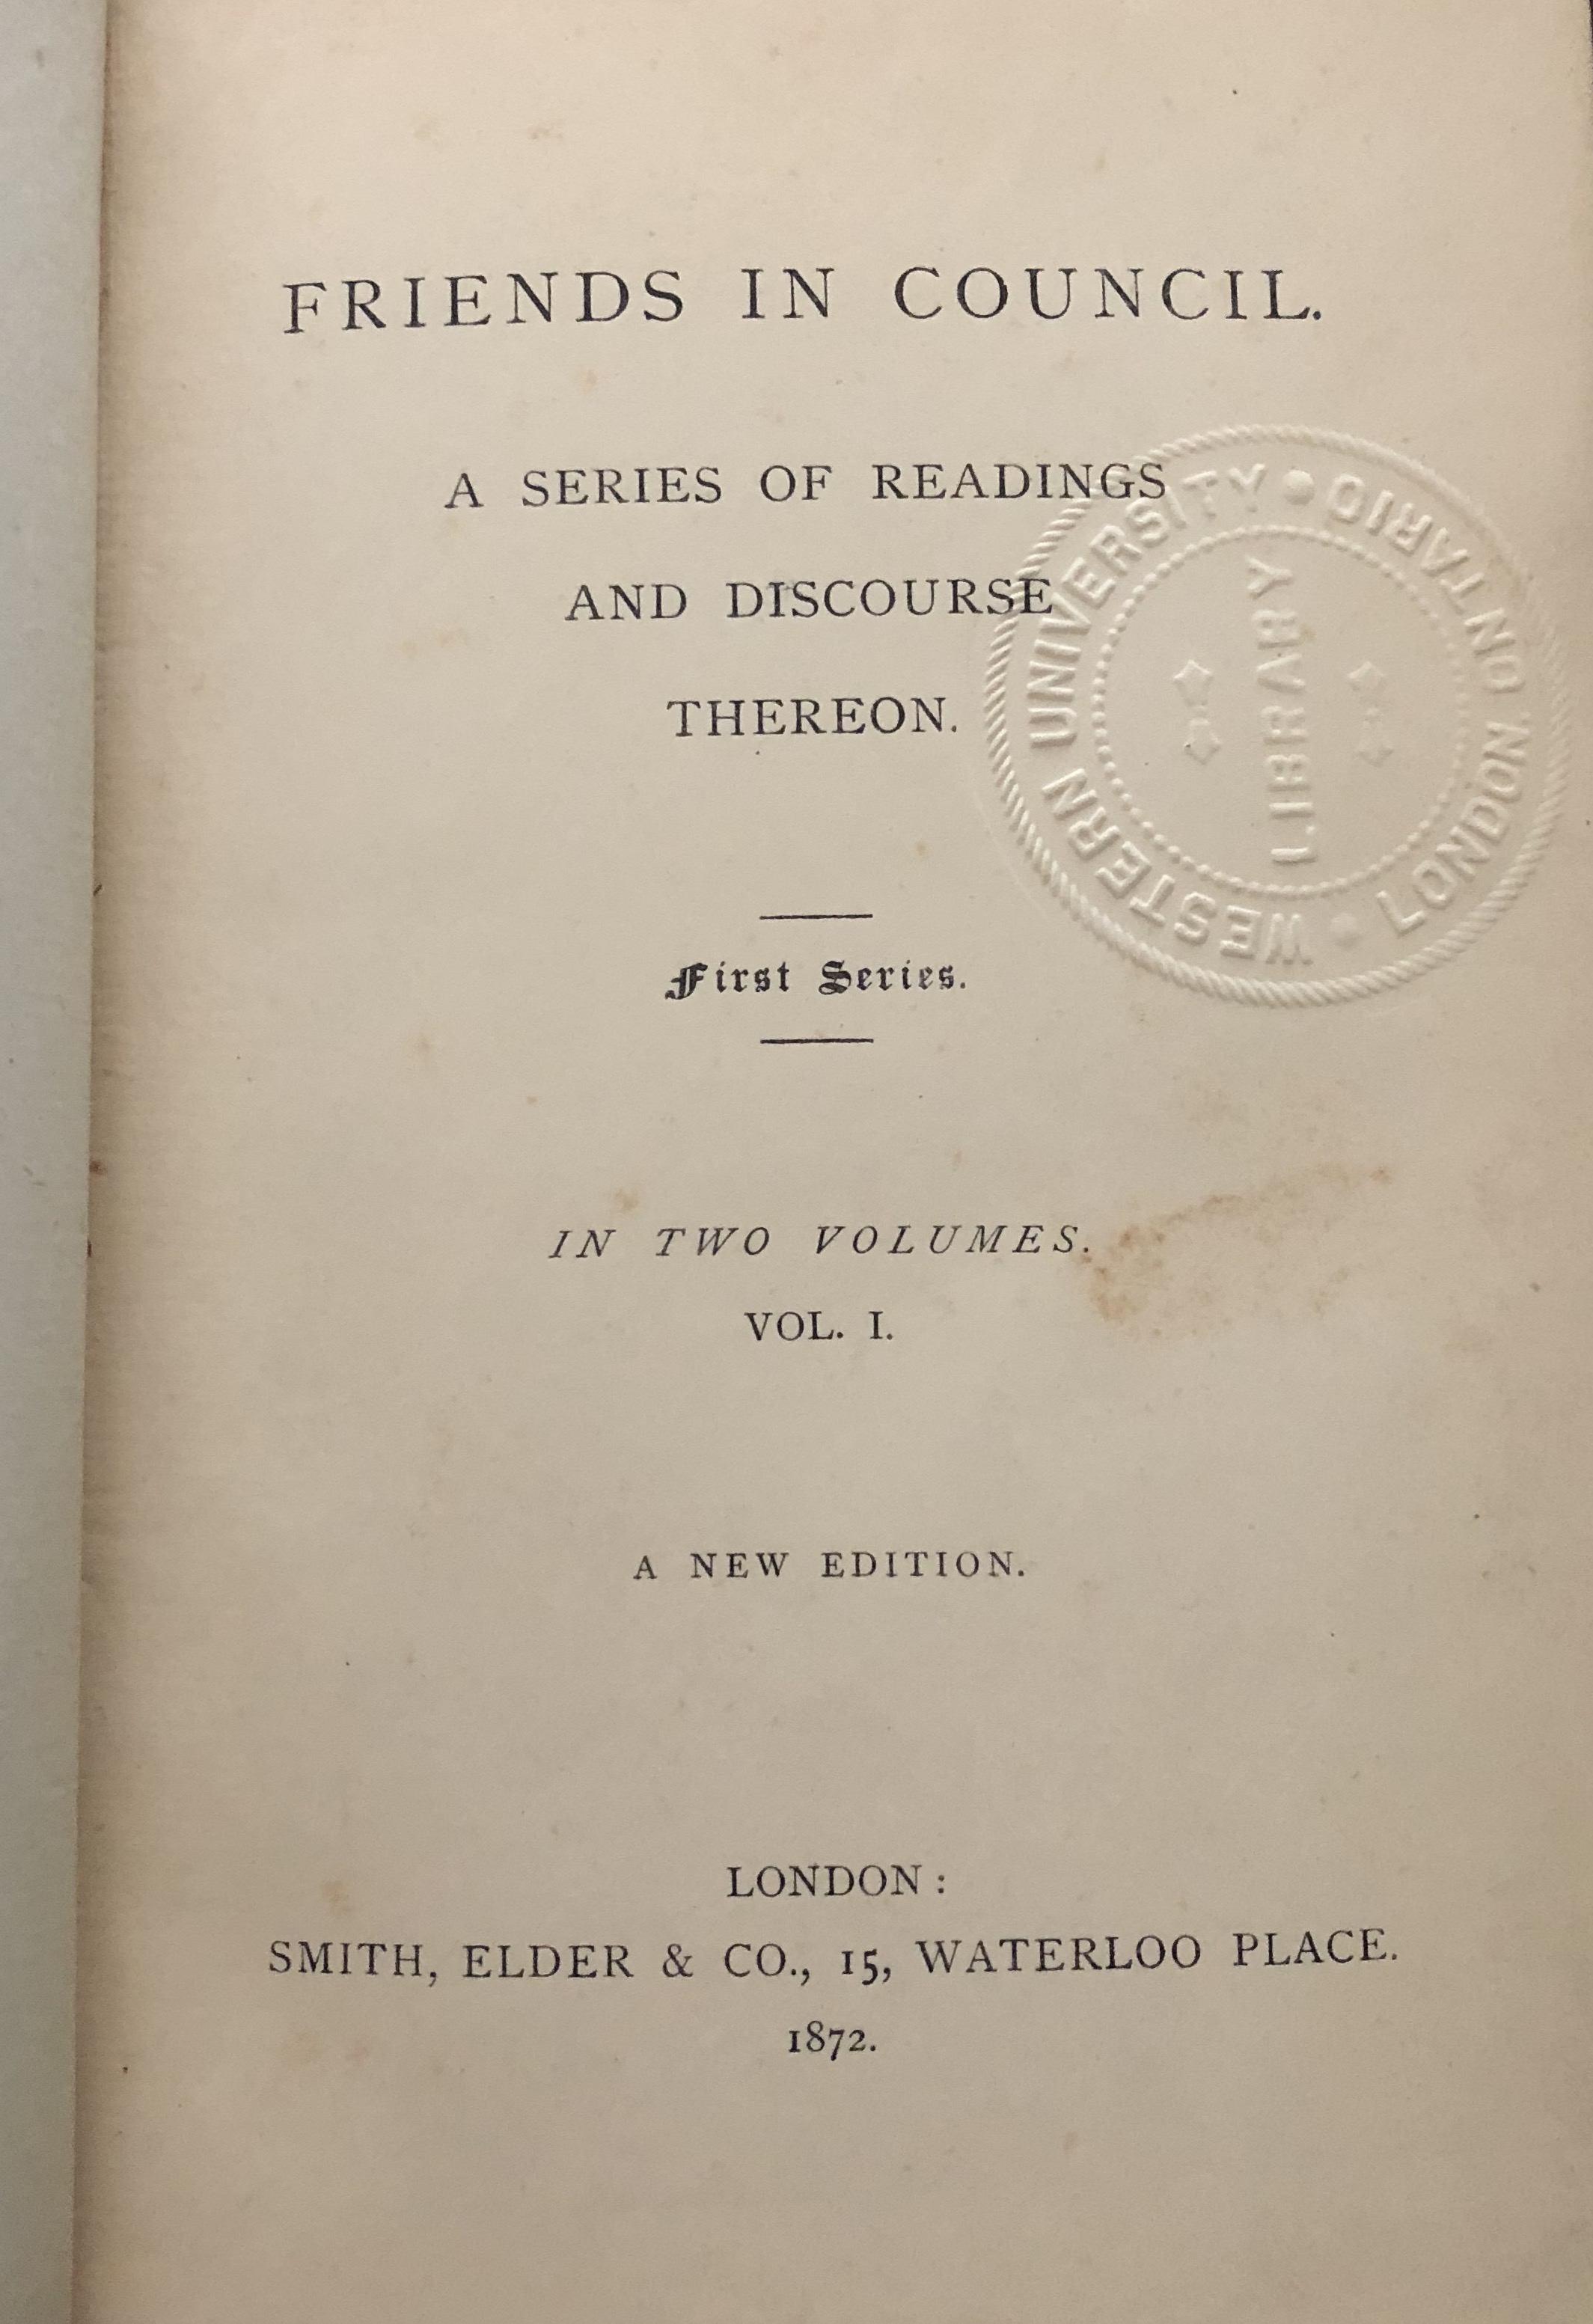 FRIENDS IN COUNCIL.
A SERIES OF READINGS
AND DISCOURSE
THEREON.
First Series.
IN TWO VOLUMES.
VOL. I.
A NEW EDITION.
LONDON:
SMITH, ELDER & CO., 15, WATERLOO PLACE.
1872.
WESTERN UNIVERSITY • ONTARIO
LONDON.
LIBRARY